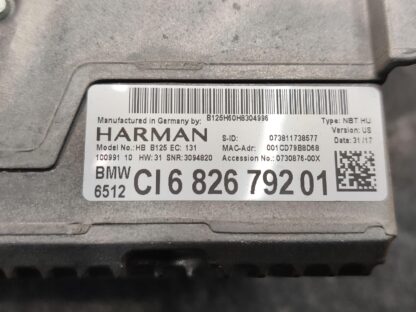 Manufactured in Germany by: B125H60H8304986 Type: NBT HU
HARMAN S-ID: 073811738577 Version: US
Model No.: HB B125 EC: 131 MAC-Adr: 001CD79B8D68 Date: 31/17
100991 10 HW: 31 SNR: 3094820 Accession No.: 0730876-00X
BMW
6512 CI 6 826 792 01